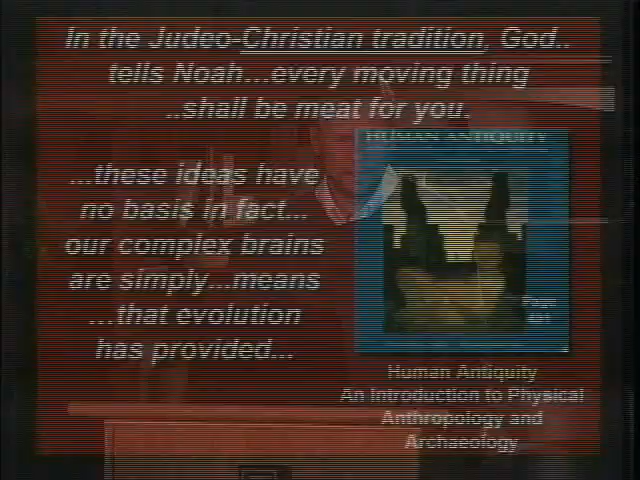 In the Judeo-Christian tradition, God..
tells Noah...every moving thing
..shall be meat for you.
...these ideas have
no basis in fact...
our complex brains
are simply...means
...that evolution
has provided...
HUMAN ANTIQUITY
Page
Human Antiquity
An Introduction to Physical
Anthropology and
Archaeology